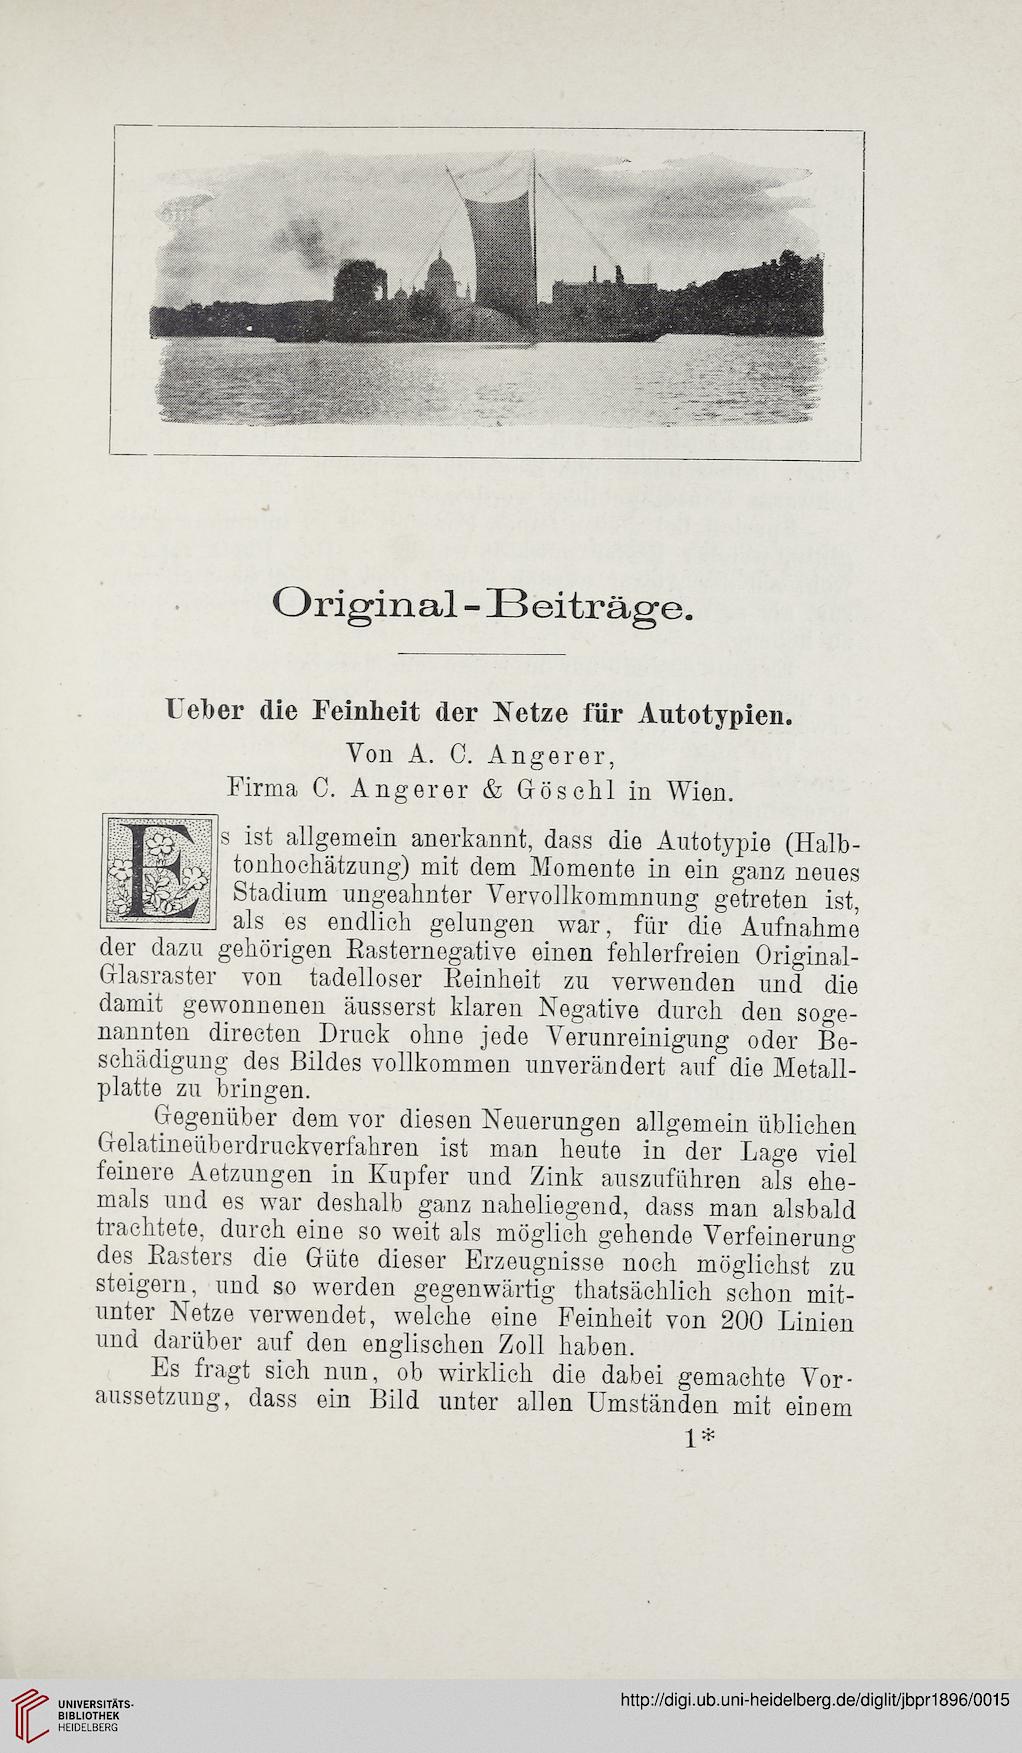 Original-Beiträge.
Ueber die Feinheit der Netze für Autotypien.
Von A. C. Angerer,
Firma C. Angerer & Göschl in Wien.
Es ist allgemein anerkannt, dass die Autotypie (Halb-
tonhochätzung) mit dem Momente in ein ganz neues
Stadium ungeahnter Vervollkommnung getreten ist,
als es endlich gelungen war, für die Aufnahme
der dazu gehörigen Rasternegative einen fehlerfreien Original-
Glasraster von tadelloser Reinheit zu verwenden und die
damit gewonnenen äusserst klaren Negative durch den soge-
nannten directen Druck ohne jede Verunreinigung oder Be-
schädigung des Bildes vollkommen unverändert auf die Metall-
platte zu bringen.
Gegenüber dem vor diesen Neuerungen allgemein üblichen
Gelatineüberdruckverfahren ist man heute in der Lage viel
feinere Aetzungen in Kupfer und Zink auszuführen als ehe-
mals und es war deshalb ganz naheliegend, dass man alsbald
trachtete, durch eine so weit als möglich gehende Verfeinerung
des Rasters die Güte dieser Erzeugnisse noch möglichst zu
steigern, und so werden gegenwärtig thatsächlich schon mit-
unter Netze verwendet, welche eine Feinheit von 200 Linien
und darüber auf den englischen Zoll haben.
Es fragt sich nun, ob wirklich die dabei gemachte Vor-
aussetzung, dass ein Bild unter allen Umständen mit einem
1*
UNIVERSITÄTS-
BIBLIOTHEK
HEIDELBERG
http://digi.ub.uni-heidelberg.de/diglit/jbpr1896/0015